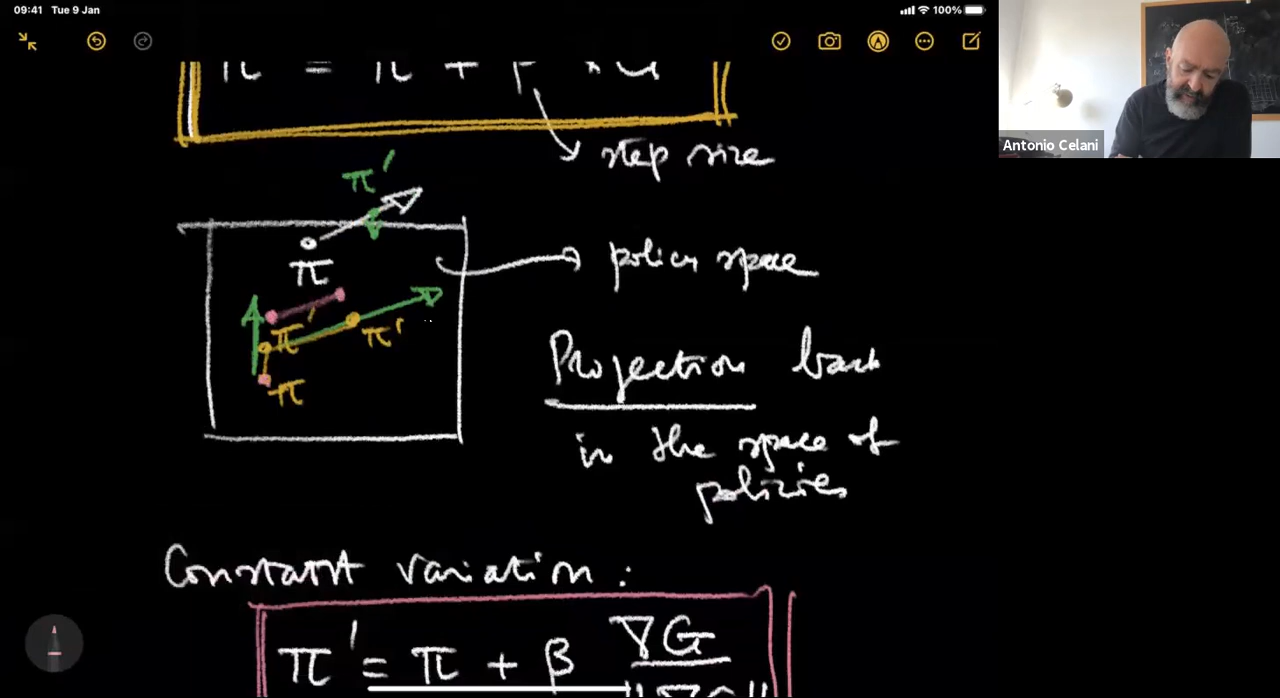 09:41 Tue 9 Jan
100%
Antonio Celani
π' = π + β ∇G
step size
π'
π
policy space
π'
π'
π
Projection back
in the space of
policies
Constant variation :
π' = π + β ∇G
‖∇G‖